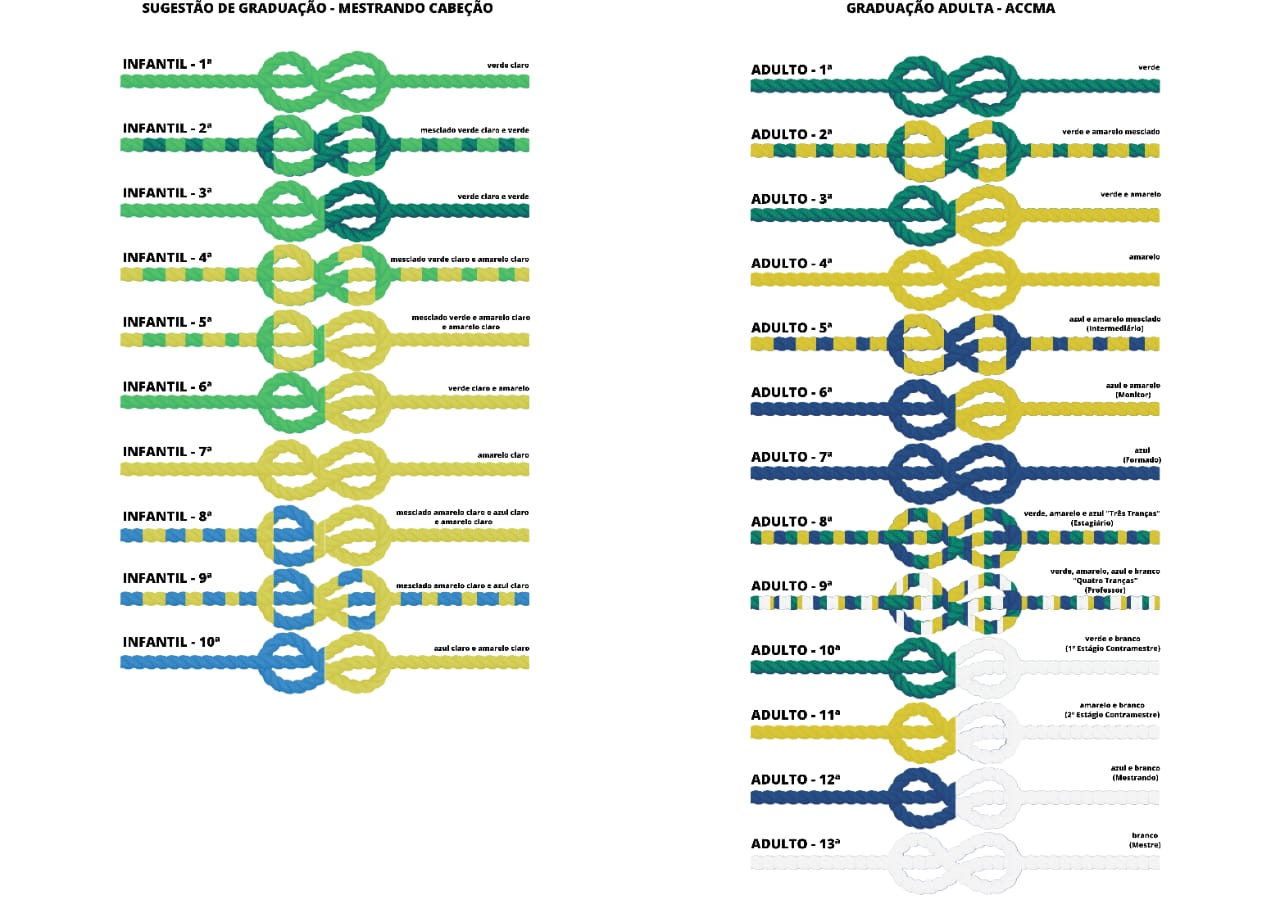 SUGESTÃO DE GRADUAÇÃO - MESTRANDO CABEÇÃO
INFANTIL - 1ª
verde claro
INFANTIL - 2ª
mesclado verde claro e verde
INFANTIL - 3ª
verde claro e verde
INFANTIL - 4ª
mesclado verde claro e amarelo claro
INFANTIL - 5ª
mesclado verde e amarelo claro
e amarelo claro
INFANTIL - 6ª
verde claro e amarelo
INFANTIL - 7ª
amarelo claro
INFANTIL - 8ª
mesclado amarelo claro e azul claro
e amarelo claro
INFANTIL - 9ª
mesclado amarelo claro e azul claro
INFANTIL - 10ª
azul claro e amarelo claro
GRADUAÇÃO ADULTA - ACCMA
ADULTO - 1ª
verde
ADULTO - 2ª
verde e amarelo mesclado
ADULTO - 3ª
verde e amarelo
ADULTO - 4ª
amarelo
ADULTO - 5ª
azul e amarelo mesclado
(Intermediário)
ADULTO - 6ª
azul e amarelo
(Monitor)
ADULTO - 7ª
azul
(Formado)
ADULTO - 8ª
verde, amarelo e azul "Três Tranças"
(Estagiário)
ADULTO - 9ª
verde, amarelo, azul e branco
"Quatro Tranças"
(Professor)
ADULTO - 10ª
verde e branco
(1º Estágio Contramestre)
ADULTO - 11ª
amarelo e branco
(2º Estágio Contramestre)
ADULTO - 12ª
azul e branco
(Mestrando)
ADULTO - 13ª
branco
(Mestre)